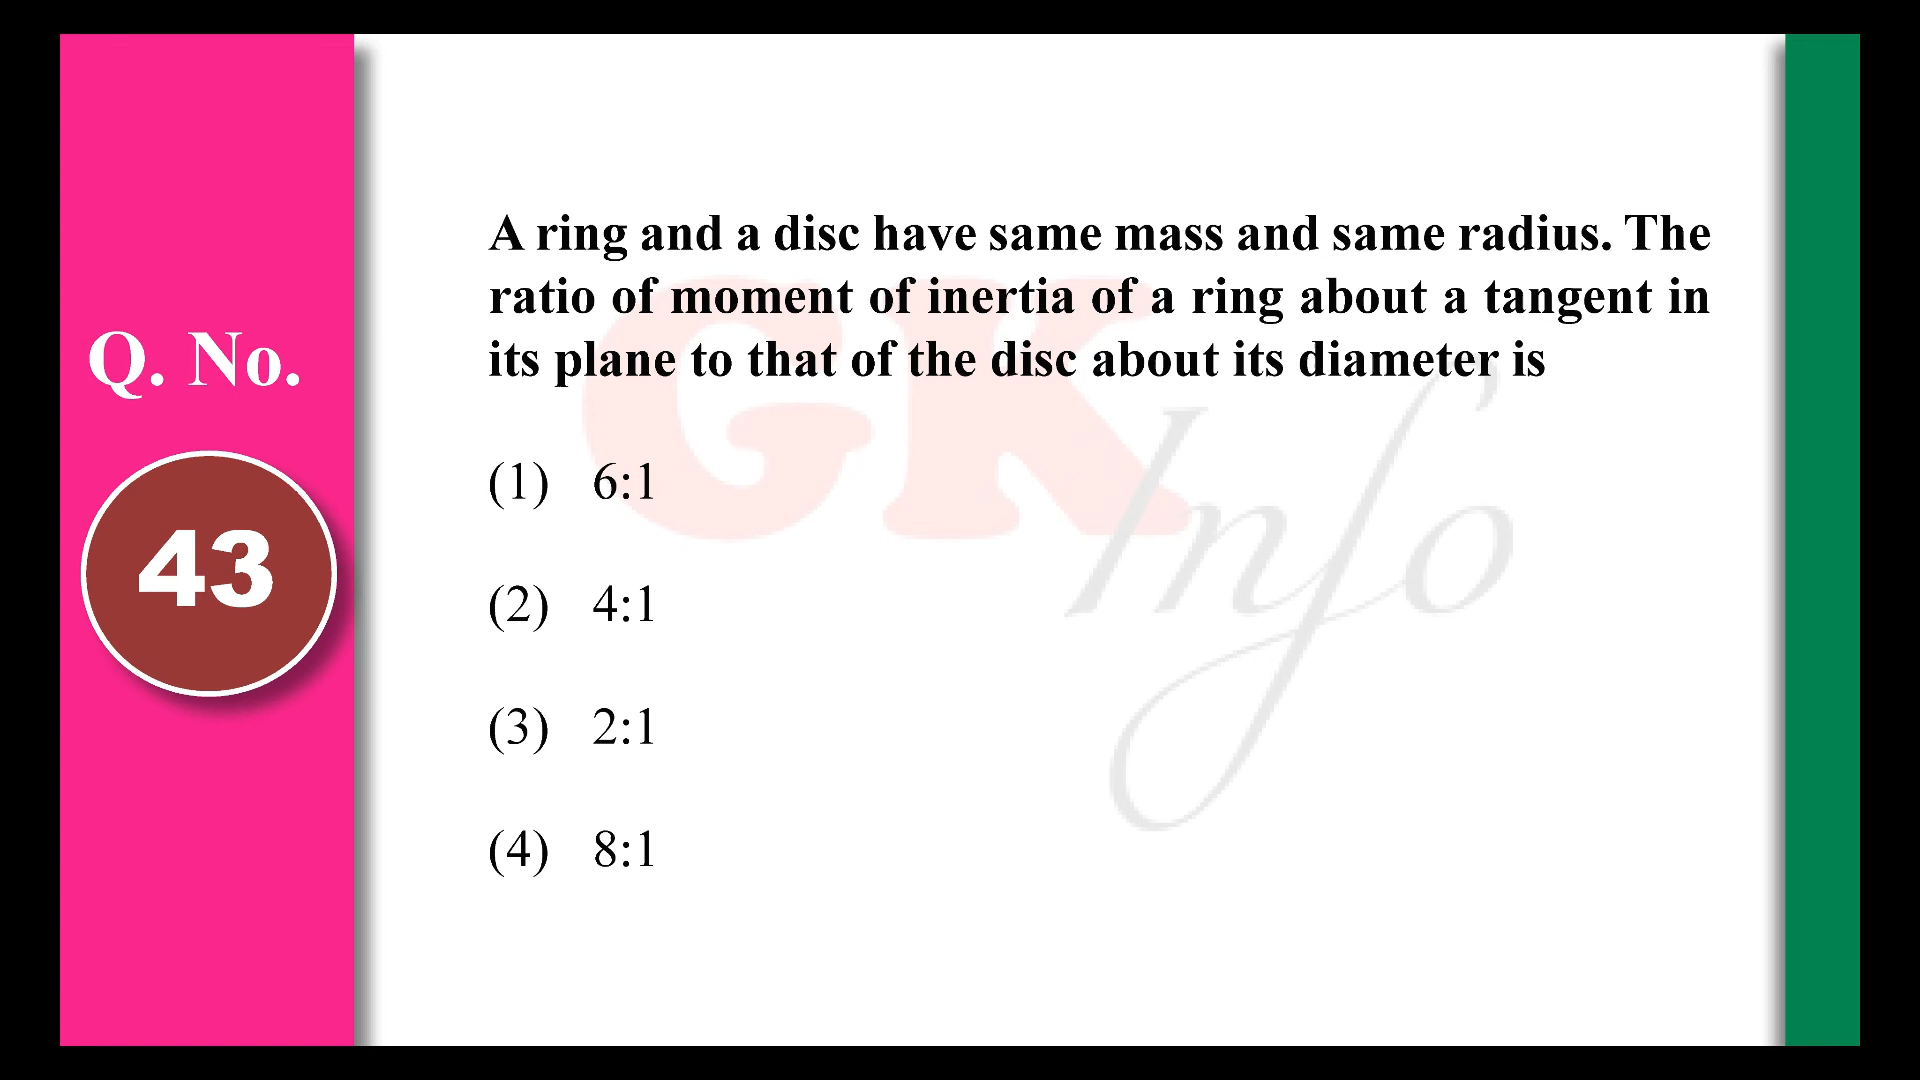 Q. No.
43
A ring and a disc have same mass and same radius. The
ratio of moment of inertia of a ring about a tangent in
its plane to that of the disc about its diameter is
(1) 6:1
(2) 4:1
(3) 2:1
(4) 8:1
GK
Info